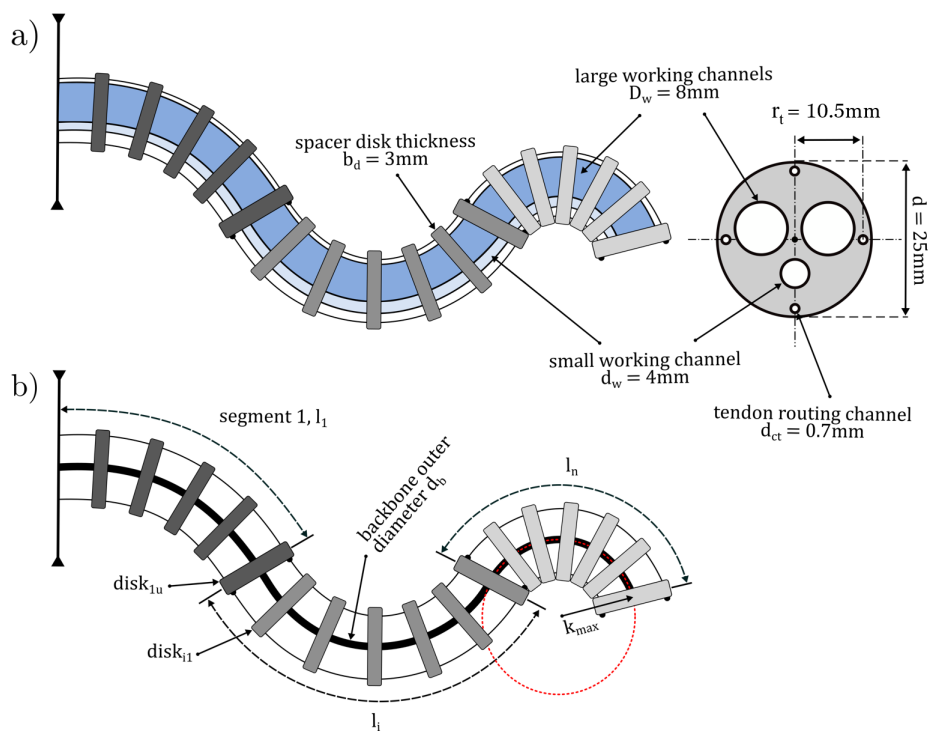 a)
large working channels
D_w = 8mm
r_t = 10.5mm
spacer disk thickness
b_d = 3mm
d = 25mm
small working channel
d_w = 4mm
tendon routing channel
d_ct = 0.7mm
b)
segment 1, l_1
backbone outer
diameter d_b
l_n
disk_1u
k_max
disk_i1
l_i